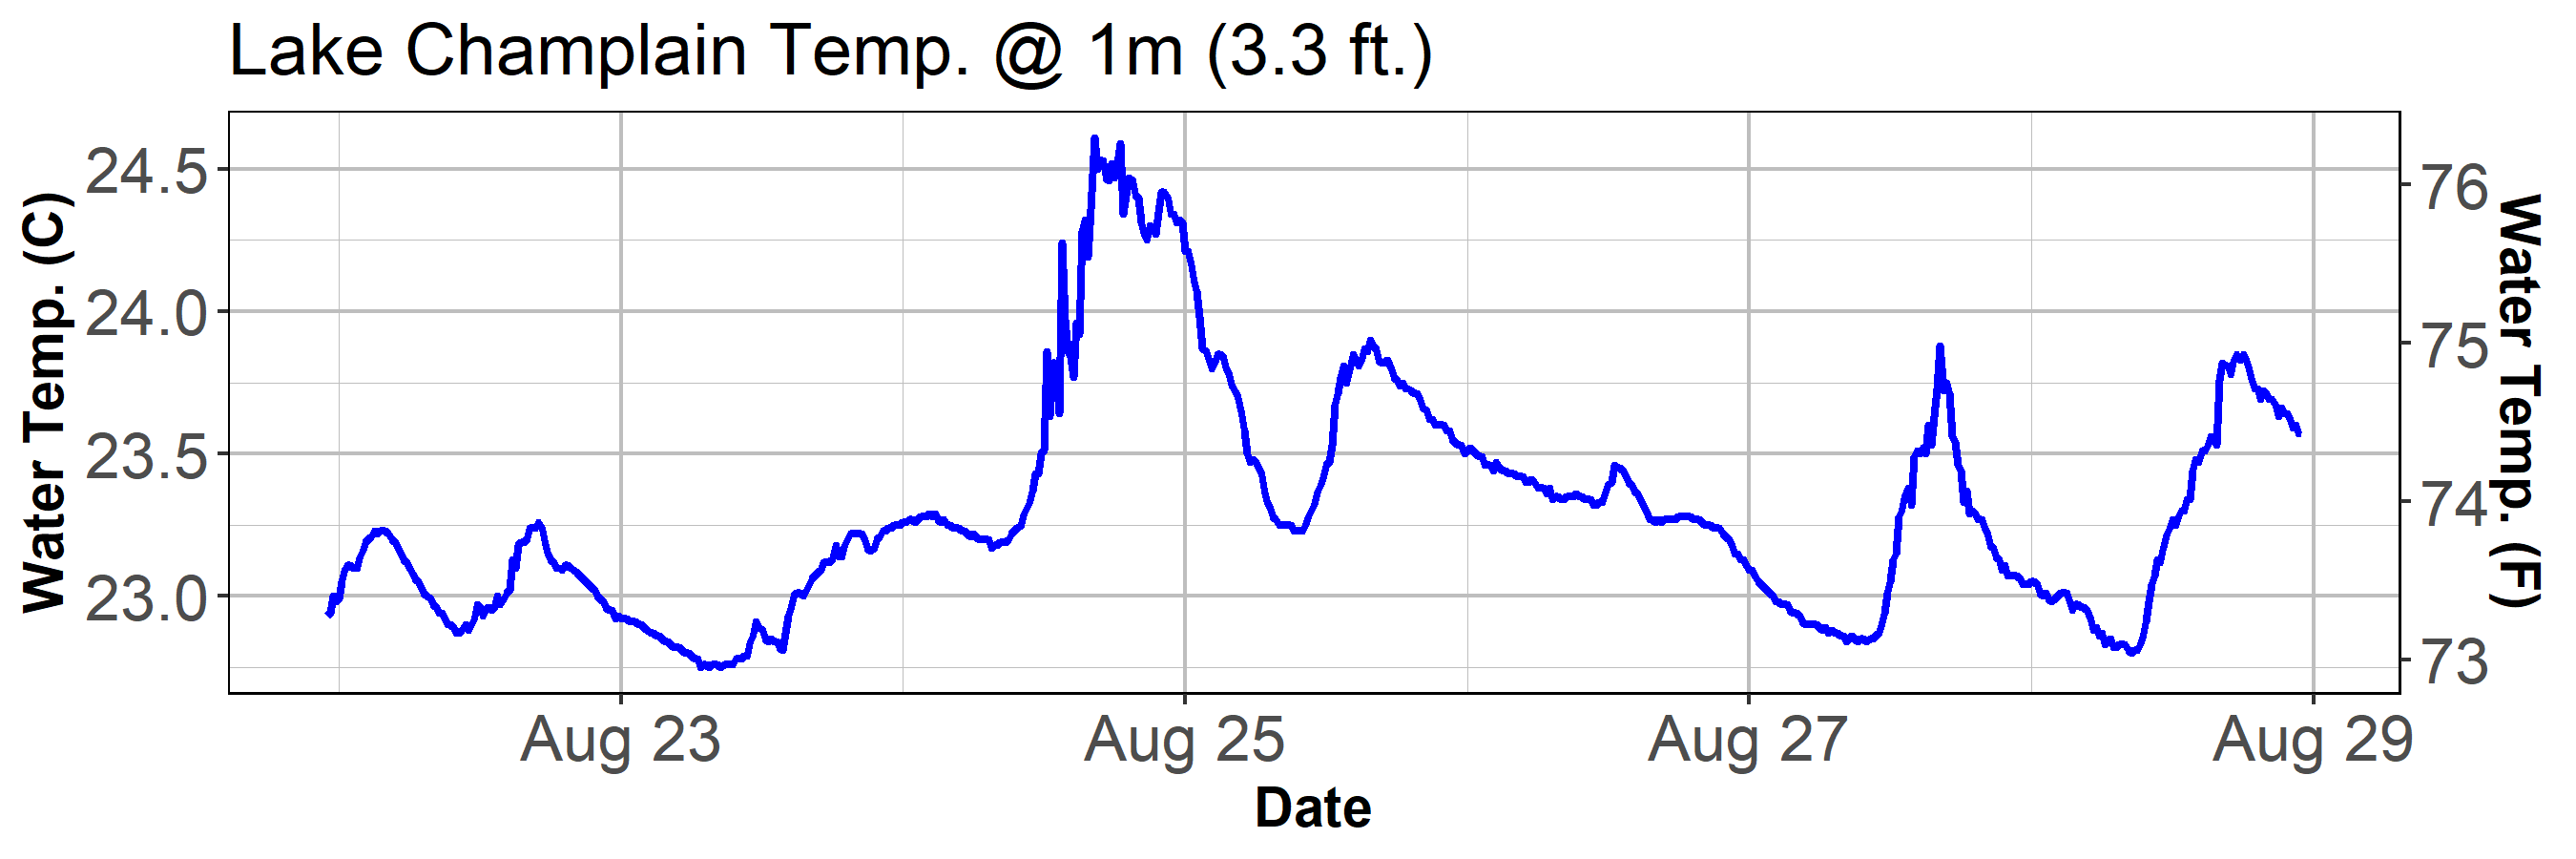 Lake Champlain Temp. @ 1m (3.3 ft.)
Water Temp. (C)
24.5
24.0
23.5
23.0
76
75
74
73
Water Temp. (F)
Aug 23 Aug 25 Aug 27 Aug 29
Date